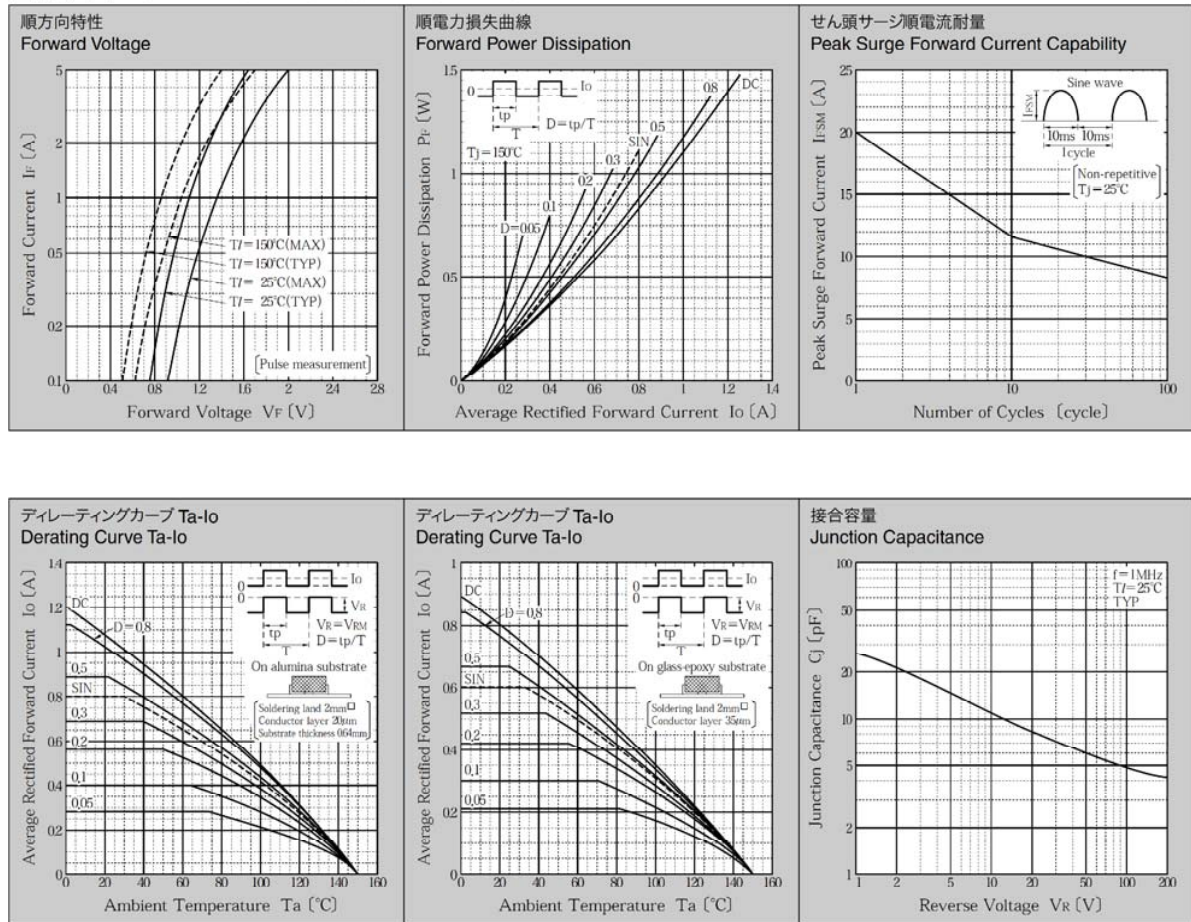 順方向特性
Forward Voltage
Forward Current IF〔A〕
5
2
1
0.5
0.2
0.1
Tl=150℃(MAX)
Tl=150℃(TYP)
Tl= 25℃(MAX)
Tl= 25℃(TYP)
〔Pulse measurement〕
0 0.4 0.8 1.2 1.6 2 2.4 2.8
Forward Voltage VF〔V〕
順電力損失曲線
Forward Power Dissipation
Forward Power Dissipation PF〔W〕
1.5
1
0.5
0
0 Io
tp
T
D=tp/T
Tj=150℃
D=0.05
0.1
0.2
0.3
SIN
0.5
0.8
DC
0 0.2 0.4 0.6 0.8 1 1.2 1.4
Average Rectified Forward Current Io〔A〕
せん頭サージ順電流耐量
Peak Surge Forward Current Capability
Peak Surge Forward Current IFSM〔A〕
25
20
15
10
5
0
Sine wave
IFSM
10ms 10ms
1cycle
Non-repetitive
Tj=25℃
1 10 100
Number of Cycles〔cycle〕
ディレーティングカーブ Ta-Io
Derating Curve Ta-Io
Average Rectified Forward Current Io〔A〕
1.4
1.2
1
0.8
0.6
0.4
0.2
0
DC
D=0.8
0.5
SIN
0.3
0.2
0.1
0.05
0 Io
0 VR
tp
T
VR=VRM
D=tp/T
On alumina substrate
Soldering land 2mm□
Conductor layer 20μm
Substrate thickness 0.64mm
0 20 40 60 80 100 120 140 160
Ambient Temperature Ta〔℃〕
ディレーティングカーブ Ta-Io
Derating Curve Ta-Io
Average Rectified Forward Current Io〔A〕
1
0.8
0.6
0.4
0.2
0
DC
D=0.8
0.5
SIN
0.3
0.2
0.1
0.05
0 Io
0 VR
tp
T
VR=VRM
D=tp/T
On glass-epoxy substrate
Soldering land 2mm□
Conductor layer 35μm
0 20 40 60 80 100 120 140 160
Ambient Temperature Ta〔℃〕
接合容量
Junction Capacitance
Junction Capacitance Cj〔pF〕
100
50
20
10
5
2
1
f=1MHz
Tl=25℃
TYP
1 2 5 10 20 50 100 200
Reverse Voltage VR〔V〕